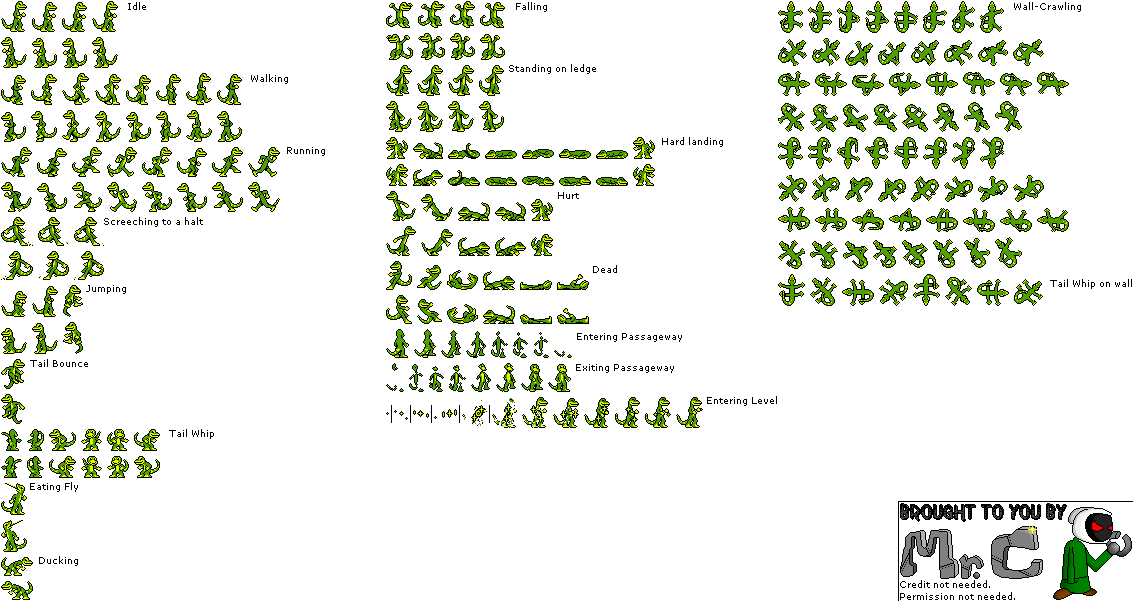 Idle
Walking
Running
Screeching to a halt
Jumping
Tail Bounce
Tail Whip
Eating Fly
Ducking
Falling
Standing on ledge
Hard landing
Hurt
Dead
Entering Passageway
Exiting Passageway
Entering Level
Wall-Crawling
Tail Whip on wall
BROUGHT TO YOU BY
Mr. C
Credit not needed.
Permission not needed.